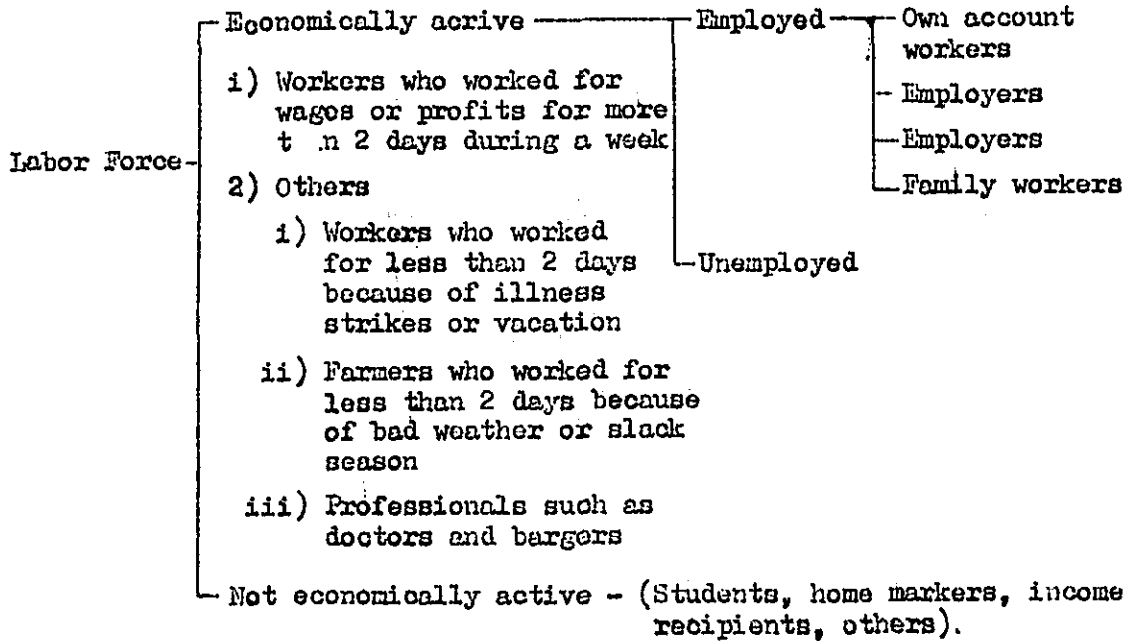 Economically acrive Employed Own account
workers
i) Workers who worked for
wages or profits for more
t .n 2 days during a week
Employers
Employers
Family workers
Labor Force
2) Others
i) Workers who worked
for less than 2 days
because of illness
strikes or vacation
Unemployed
ii) Farmers who worked for
less than 2 days because
of bad weather or slack
season
iii) Professionals such as
doctors and bargers
Not economically active - (Students, home markers, income
recipients, others).